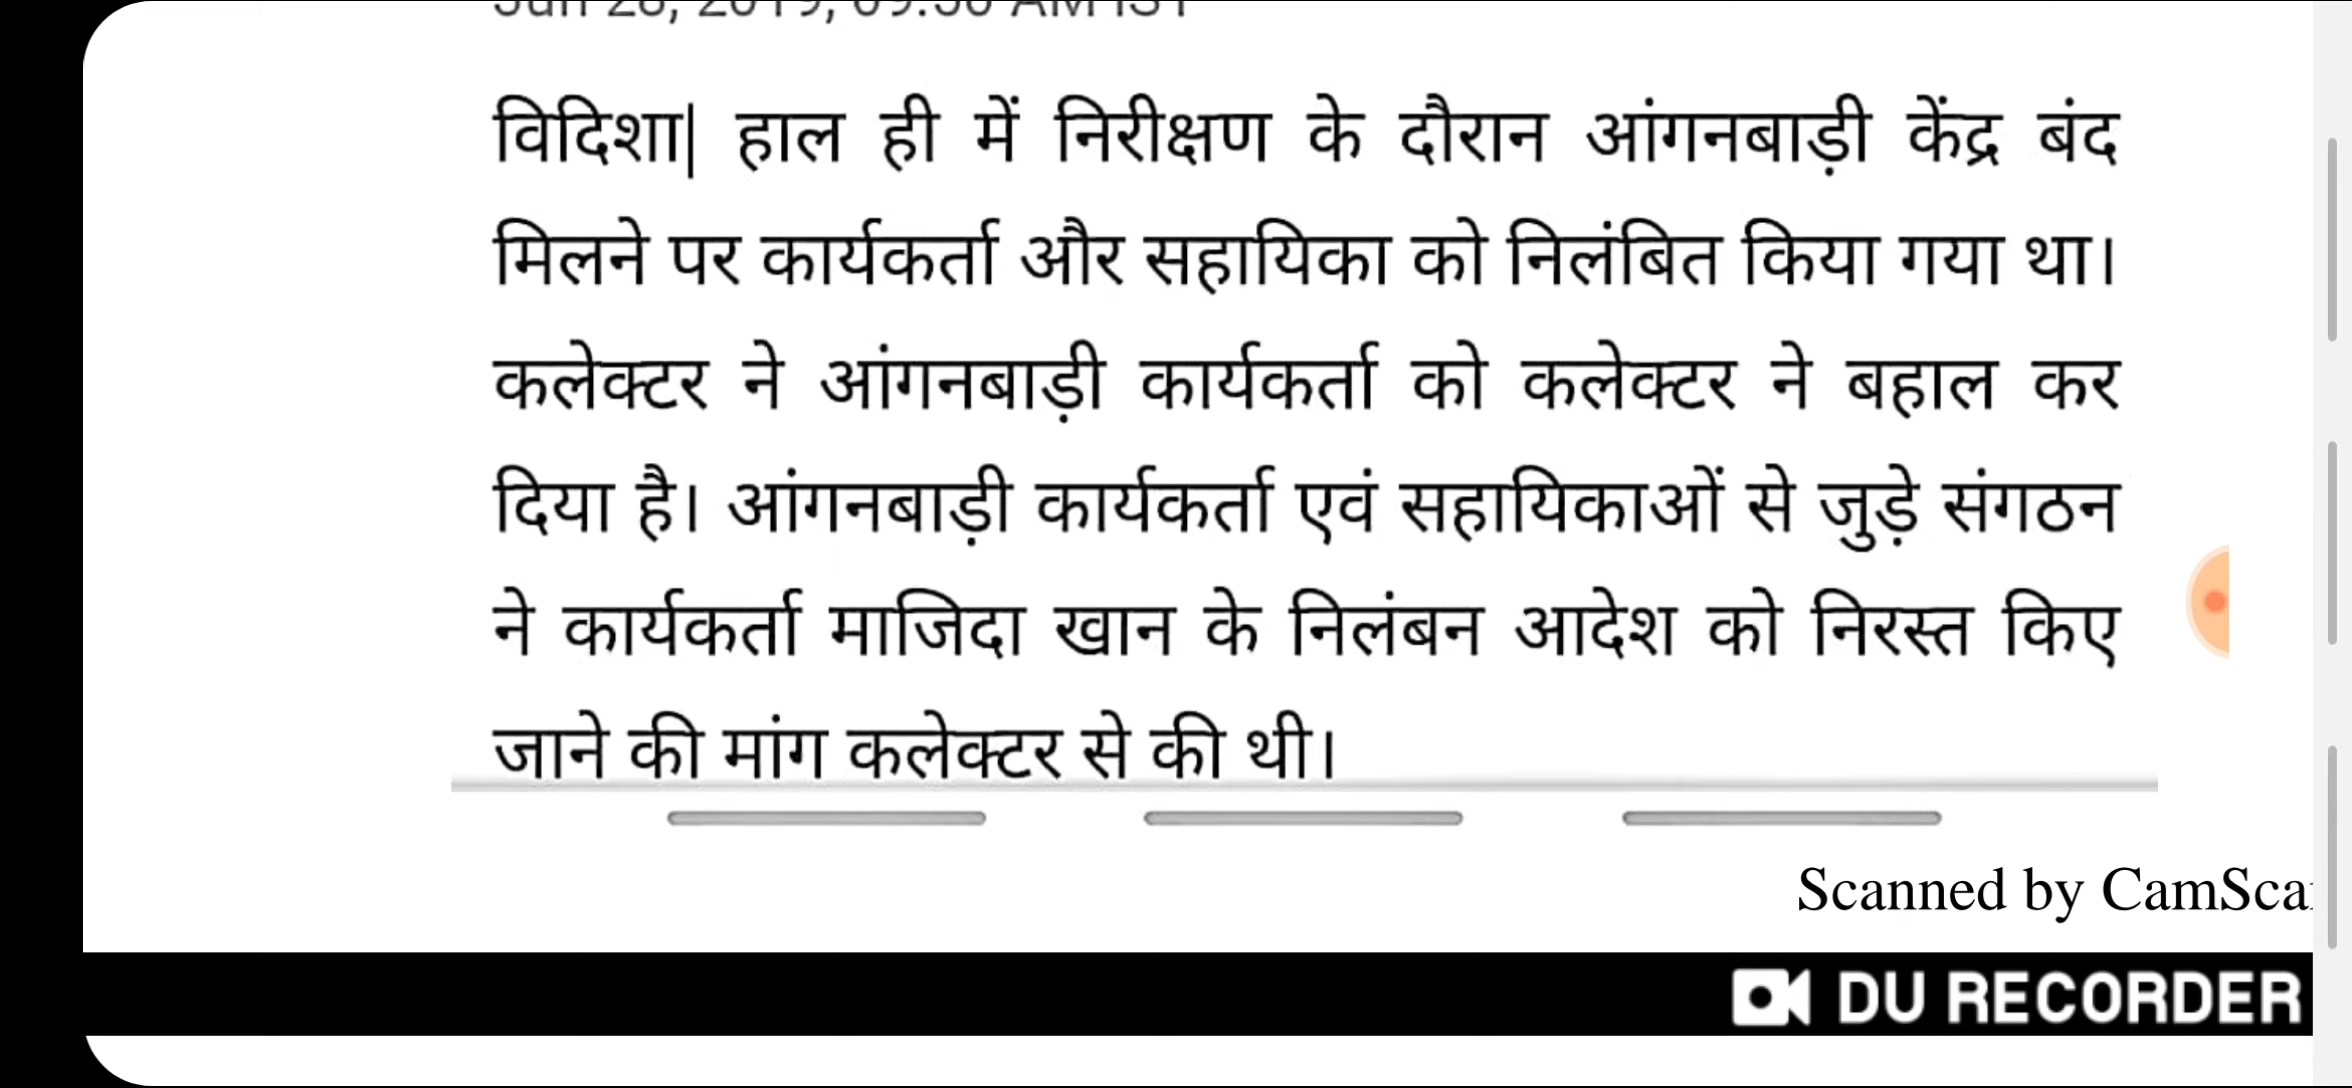 विदिशा| हाल ही में निरीक्षण के दौरान आंगनबाड़ी केंद्र बंद
मिलने पर कार्यकर्ता और सहायिका को निलंबित किया गया था।
कलेक्टर ने आंगनबाड़ी कार्यकर्ता को कलेक्टर ने बहाल कर
दिया है। आंगनबाड़ी कार्यकर्ता एवं सहायिकाओं से जुड़े संगठन
ने कार्यकर्ता माजिदा खान के निलंबन आदेश को निरस्त किए
जाने की मांग कलेक्टर से की थी।
Scanned by
DU RECORDER